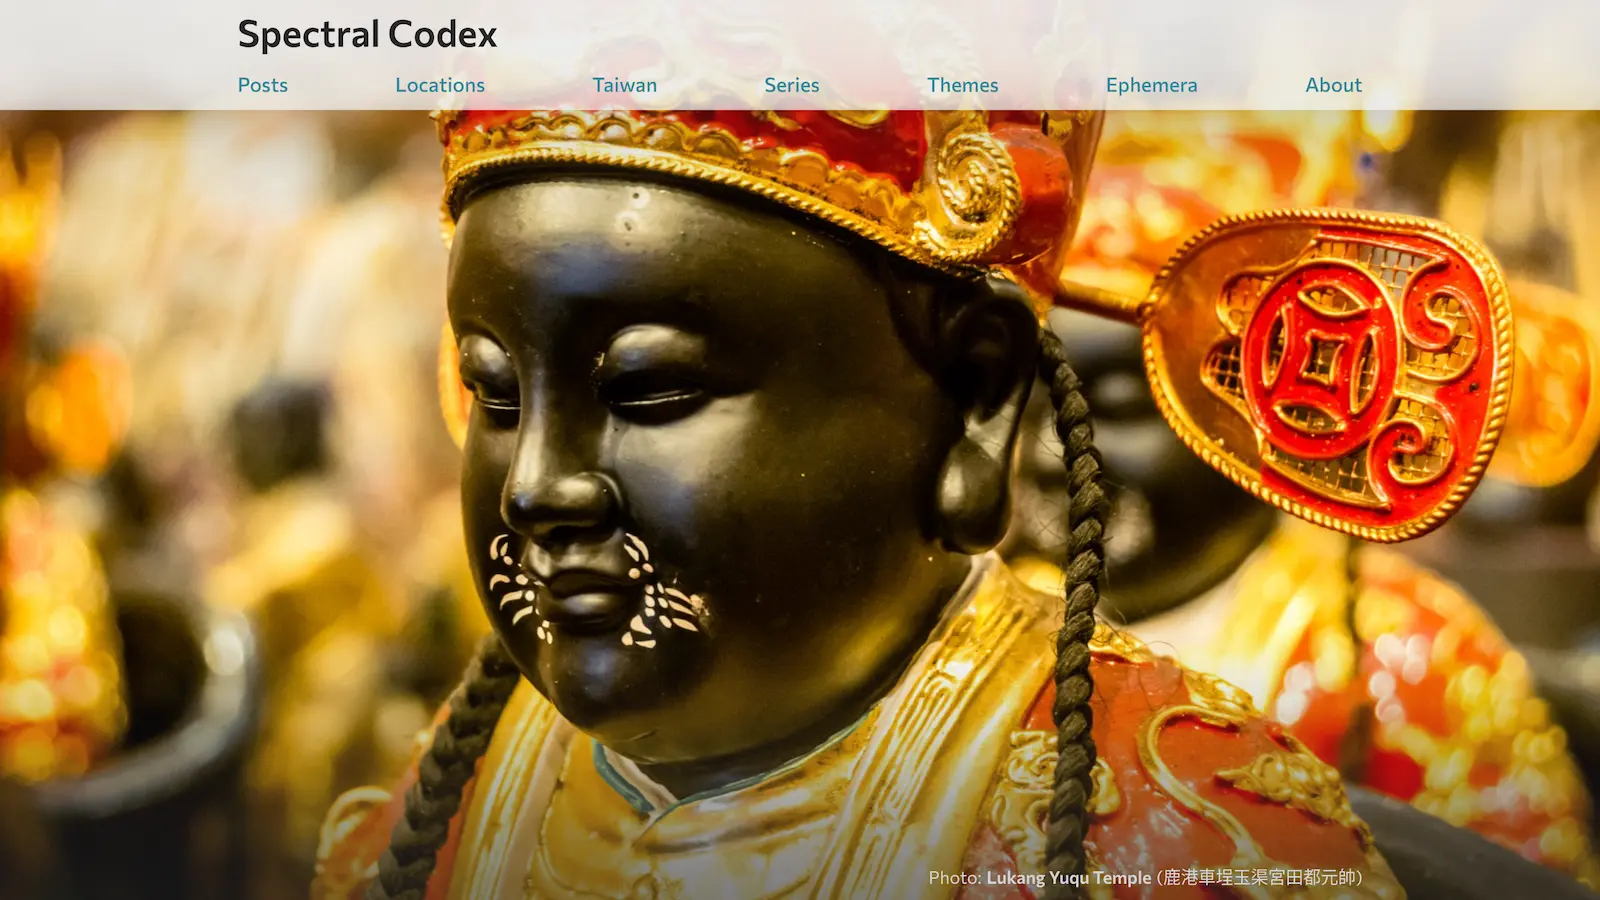 Spectral Codex
Posts Locations Taiwan Series Themes Ephemera About
Photo: Lukang Yuqu Temple (鹿港車埕玉渠宮田都元帥)